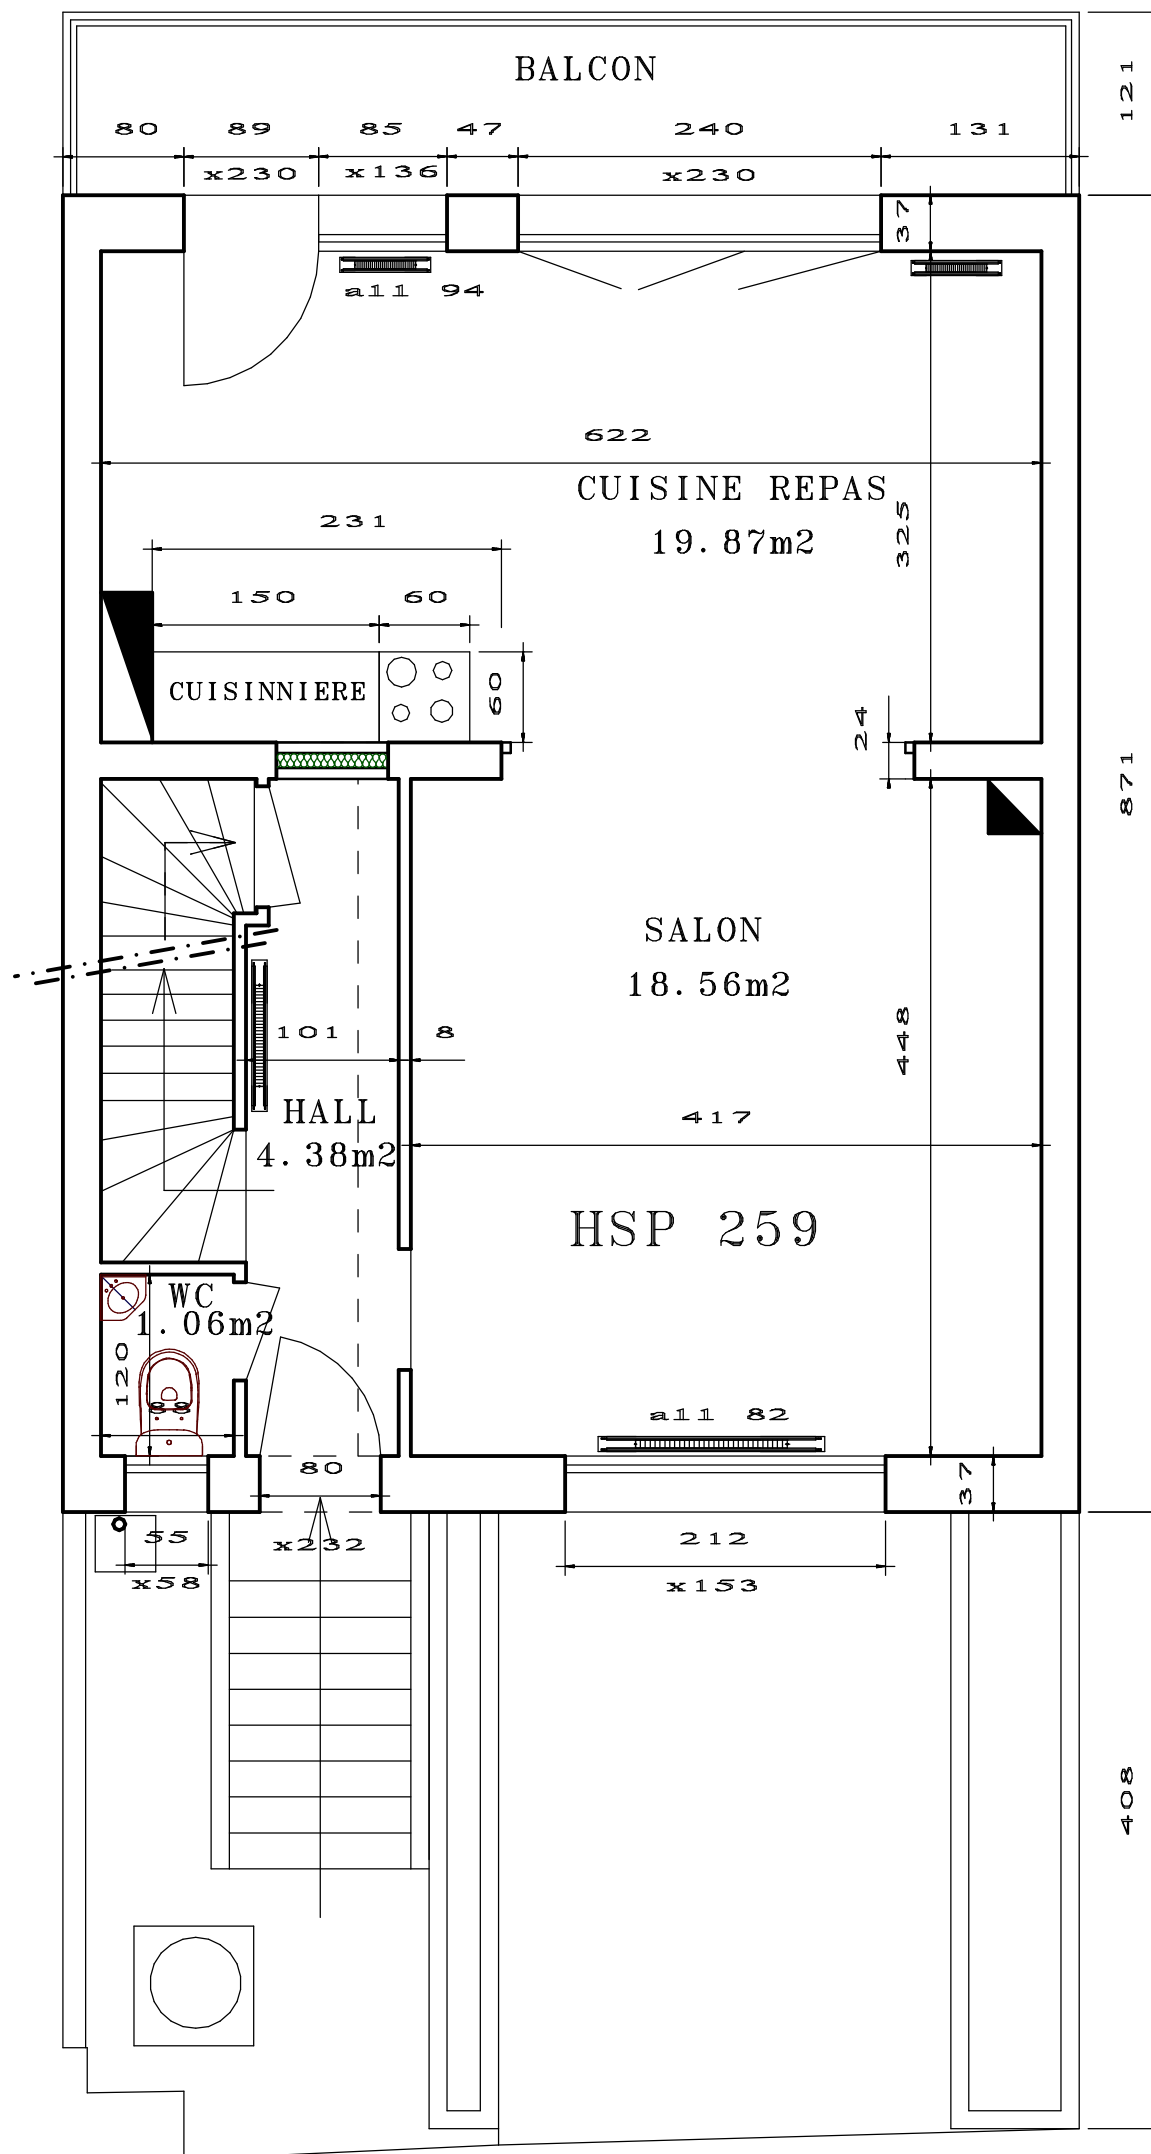 BALCON
121
80 89 85 47 240 131
x230 x136 x230
37
a11 94
622
CUISINE REPAS
19.87m2
325
231
150 60
CUISINNIERE
60
24
871
SALON
18.56m2
448
101 8
HALL
4.38m2
417
HSP 259
WC
1.06m2
120
a11 82
80
37
55
x58
x232
212
x153
408